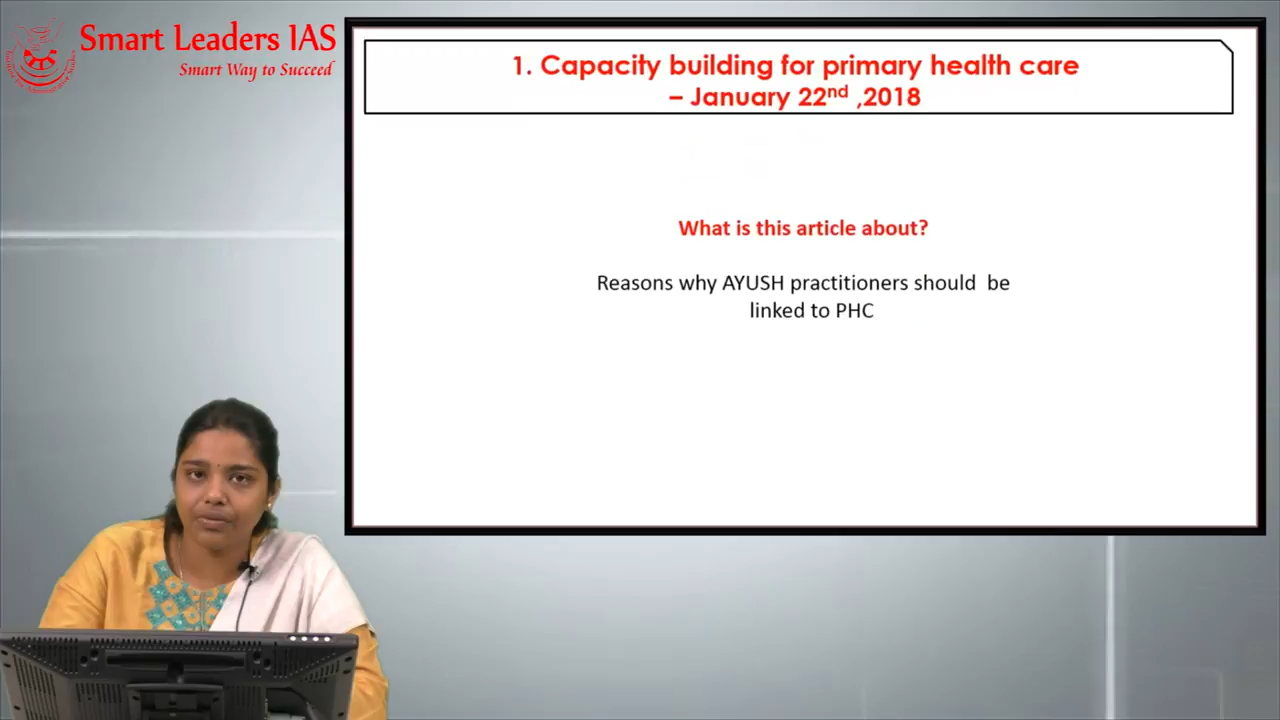 Smart Leaders IAS
Smart Way to Succeed
1. Capacity building for primary health care
– January 22nd ,2018
What is this article about?
Reasons why AYUSH practitioners should be
linked to PHC